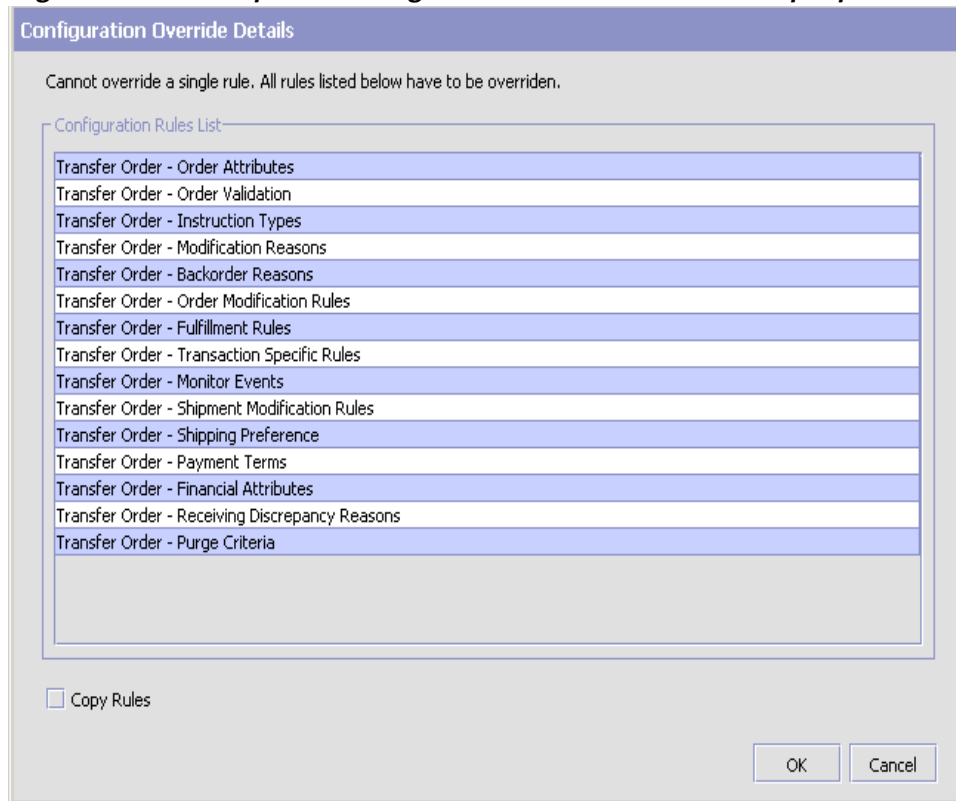 Configuration Override Details
Cannot override a single rule. All rules listed below have to be overriden.
Configuration Rules List
Transfer Order - Order Attributes
Transfer Order - Order Validation
Transfer Order - Instruction Types
Transfer Order - Modification Reasons
Transfer Order - Backorder Reasons
Transfer Order - Order Modification Rules
Transfer Order - Fulfillment Rules
Transfer Order - Transaction Specific Rules
Transfer Order - Monitor Events
Transfer Order - Shipment Modification Rules
Transfer Order - Shipping Preference
Transfer Order - Payment Terms
Transfer Order - Financial Attributes
Transfer Order - Receiving Discrepancy Reasons
Transfer Order - Purge Criteria
Copy Rules
OK Cancel